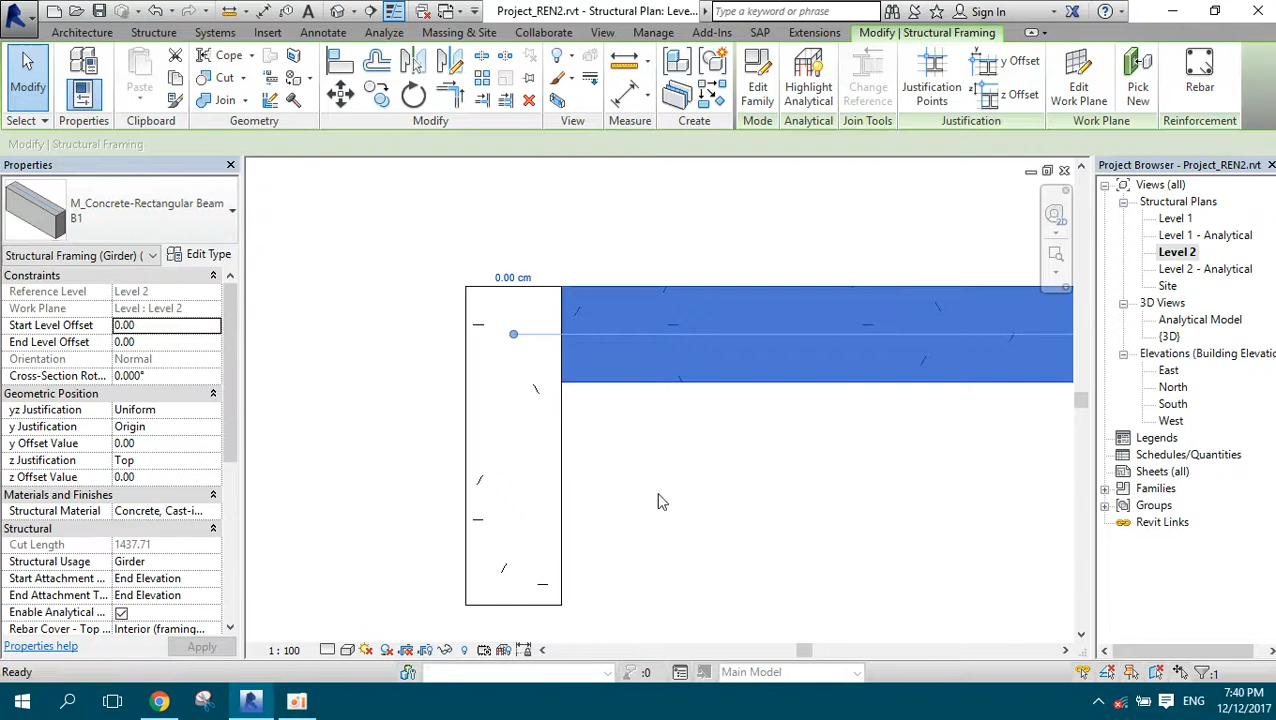 Project_REN2.rvt - Structural Plan: Leve...
Type a keyword or phrase
Sign In
Architecture Structure Systems Insert Annotate Analyze Massing & Site Collaborate View Manage Add-Ins SAP Extensions Modify | Structural Framing
Modify
Paste
Cope
Cut
Join
Edit
Family
Highlight
Analytical
Change
Reference
Justification
Points
y Offset
z Offset
Edit
Work Plane
Pick
New
Rebar
Select Properties Clipboard Geometry Modify View Measure Create Mode Analytical Join Tools Justification Work Plane Reinforcement
Modify | Structural Framing
Properties
M_Concrete-Rectangular Beam
B1
Structural Framing (Girder) (
Edit Type
Constraints
Reference Level Level 2
Work Plane Level : Level 2
Start Level Offset 0.00
End Level Offset 0.00
Orientation Normal
Cross-Section Rot... 0.000°
Geometric Position
yz Justification Uniform
y Justification Origin
y Offset Value 0.00
z Justification Top
z Offset Value 0.00
Materials and Finishes
Structural Material Concrete, Cast-i...
Structural
Cut Length 1437.71
Structural Usage Girder
Start Attachment ... End Elevation
End Attachment T... End Elevation
Enable Analytical ...
Rebar Cover - Top ... Interior (framing...
Properties help
Apply
0.00 cm
2D
Project Browser - Project_REN2.rvt
Views (all)
Structural Plans
Level 1
Level 1 - Analytical
Level 2
Level 2 - Analytical
Site
3D Views
Analytical Model
{3D}
Elevations (Building Elevatio
East
North
South
West
Legends
Schedules/Quantities
Sheets (all)
Families
Groups
Revit Links
1 : 100
Ready
:0
Main Model
:1
ENG
7:40 PM
12/12/2017